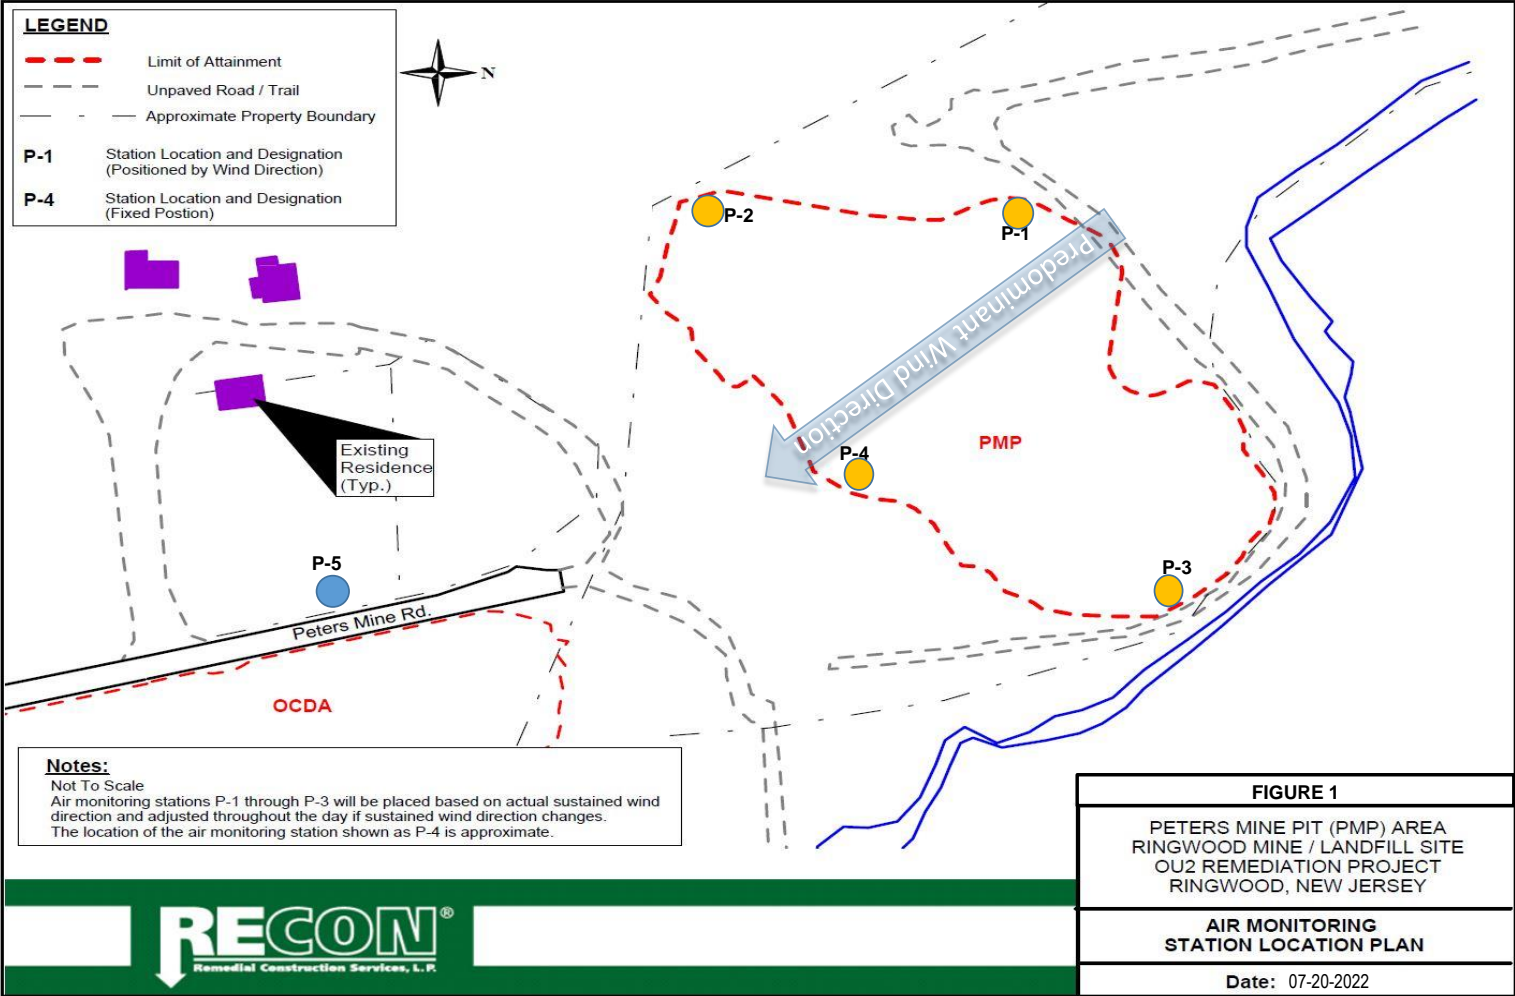 LEGEND
Limit of Attainment
Unpaved Road / Trail
Approximate Property Boundary
P-1 Station Location and Designation
(Positioned by Wind Direction)
P-4 Station Location and Designation
(Fixed Postion)
N
P-2
P-1
Predominant Wind Direction
P-4
PMP
Existing
Residence
(Typ.)
P-5
P-3
Peters Mine Rd.
OCDA
Notes:
Not To Scale
Air monitoring stations P-1 through P-3 will be placed based on actual sustained wind
direction and adjusted throughout the day if sustained wind direction changes.
The location of the air monitoring station shown as P-4 is approximate.
FIGURE 1
PETERS MINE PIT (PMP) AREA
RINGWOOD MINE / LANDFILL SITE
OU2 REMEDIATION PROJECT
RINGWOOD, NEW JERSEY
AIR MONITORING
STATION LOCATION PLAN
Date: 07-20-2022
RECON®
Remedial Construction Services, L.P.